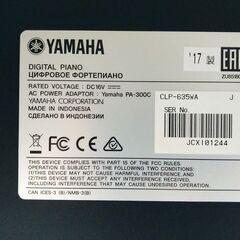 YAMAHA
'17
EAC
DIGITAL PIANO
ЦИФРОВОЕ ФОРТЕПИАНО
RATED VOLTAGE : DC16V
AC POWER ADAPTOR : Yamaha PA-300C
YAMAHA CORPORATION
MADE IN INDONESIA
СДЕЛАНО В ИНДОНЕЗИИ
CLP-635WA J
SER No.
JCXI01244
THIS DEVICE COMPLIES WITH PART 15 OF THE FCC RULES.
OPERATION IS SUBJECT TO THE FOLLOWING TWO CONDITIONS:
(1) THIS DEVICE MAY NOT CAUSE HARMFUL INTERFERENCE, AND
(2) THIS DEVICE MUST ACCEPT ANY INTERFERENCE RECEIVED,
INCLUDING INTERFERENCE THAT MAY CAUSE UNDESIRED
OPERATION.
CAN ICES-3 (B)/NMB-3(B)